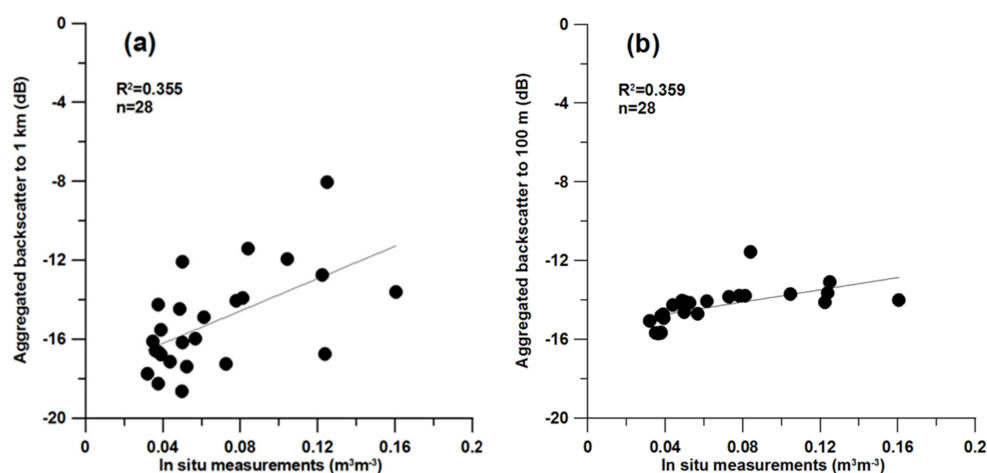 (a)
R²=0.355
n=28
Aggregated backscatter to 1 km (dB)
0
-4
-8
-12
-16
-20
0 0.04 0.08 0.12 0.16 0.2
In situ measurements (m³m⁻³)
(b)
R²=0.359
n=28
Aggregated backscatter to 100 m (dB)
0
-4
-8
-12
-16
-20
0 0.04 0.08 0.12 0.16 0.2
In situ measurements (m³m⁻³)